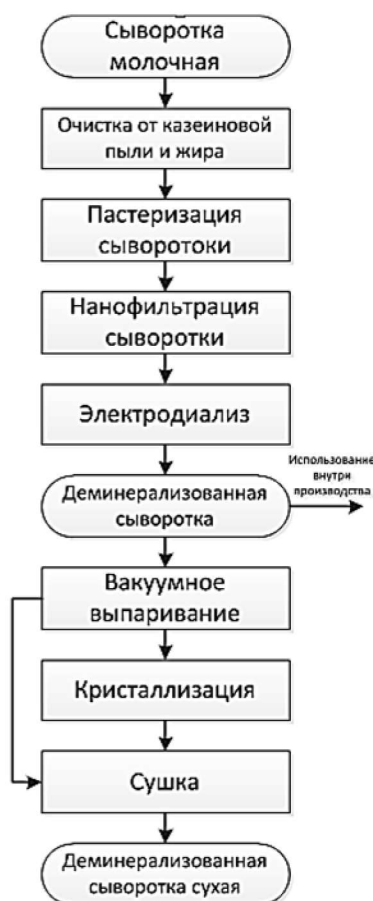 Сыворотка
молочная
Очистка от казеиновой
пыли и жира
Пастеризация
сыворотоки
Нанофильтрация
сыворотки
Электродиализ
Использование
внутри
производства
Деминерализованная
сыворотка
Вакуумное
выпаривание
Кристаллизация
Сушка
Деминерализованная
сыворотка сухая